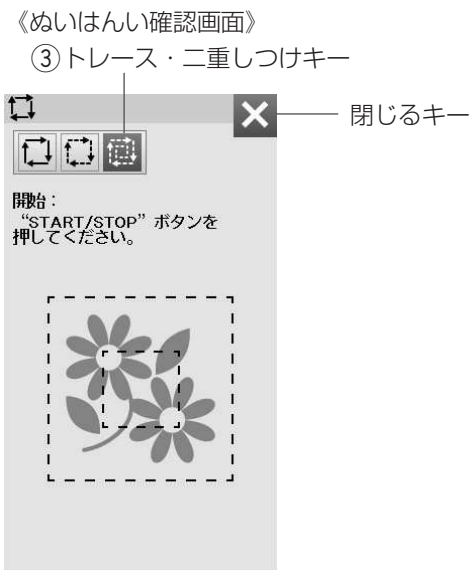 《ぬいはんい確認画面》
③トレース・二重しつけキー
閉じるキー
開始：
“START/STOP”ボタンを
押してください。